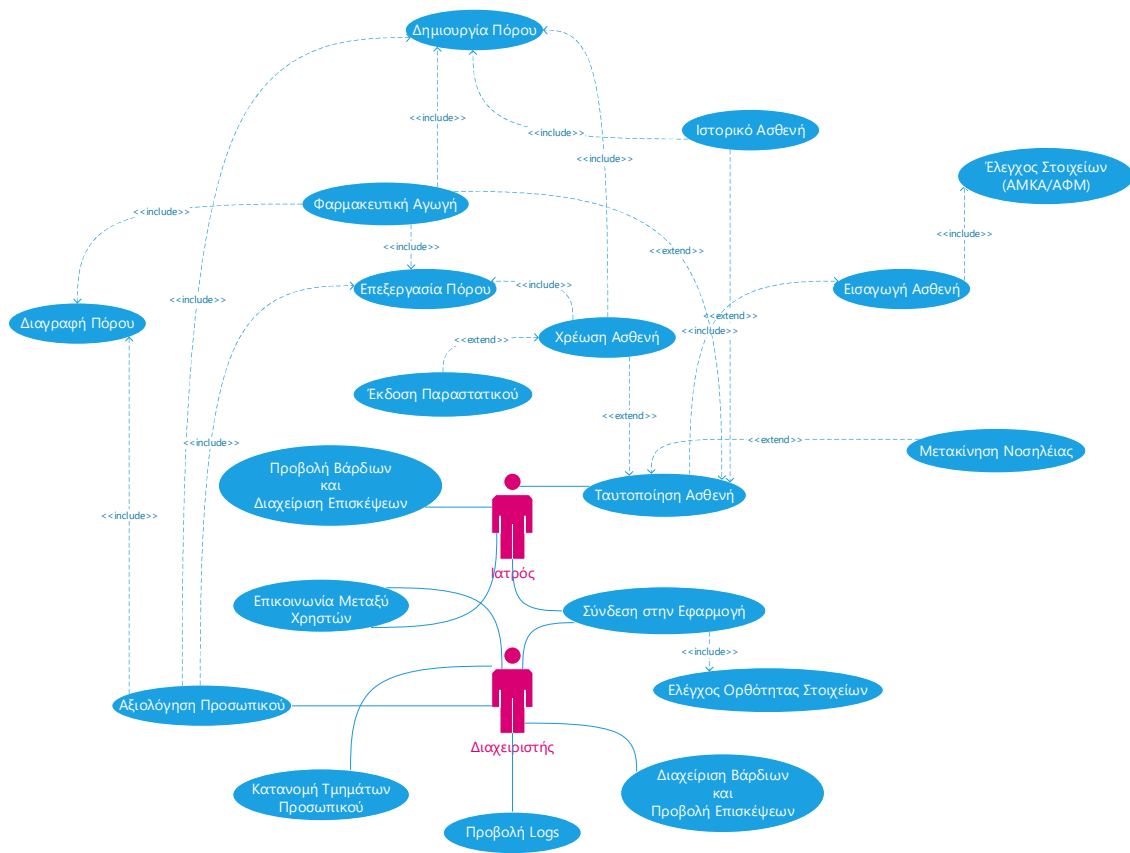 Δημιουργία Πόρου
<<include>>
<<include>>
Ιστορικό Ασθενή
<<include>>
Έλεγχος Στοιχείων
(ΑΜΚΑ/ΑΦΜ)
Φαρμακευτική Αγωγή
<<include>>
<<include>>
<<include>>
<<extend>>
Επεξεργασία Πόρου
<<include>>
Εισαγωγή Ασθενή
<<include>>
Διαγραφή Πόρου
<<extend>>
<<include>>
<<extend>>
Χρέωση Ασθενή
Έκδοση Παραστατικού
<<extend>>
<<include>>
<<extend>>
Μετακίνηση Νοσηλέιας
Προβολή Βάρδιων
και
Διαχείριση Επισκέψεων
Ταυτοποίηση Ασθενή
<<include>>
Ιατρός
Επικοινωνία Μεταξύ
Χρηστών
Σύνδεση στην Εφαρμογή
<<include>>
Ελέγχος Ορθότητας Στοιχείων
Αξιολόγηση Προσωπικού
Διαχειριστής
Κατανομή Τμημάτων
Προσωπικού
Διαχείριση Βάρδιων
και
Προβολή Επισκέψεων
Προβολή Logs